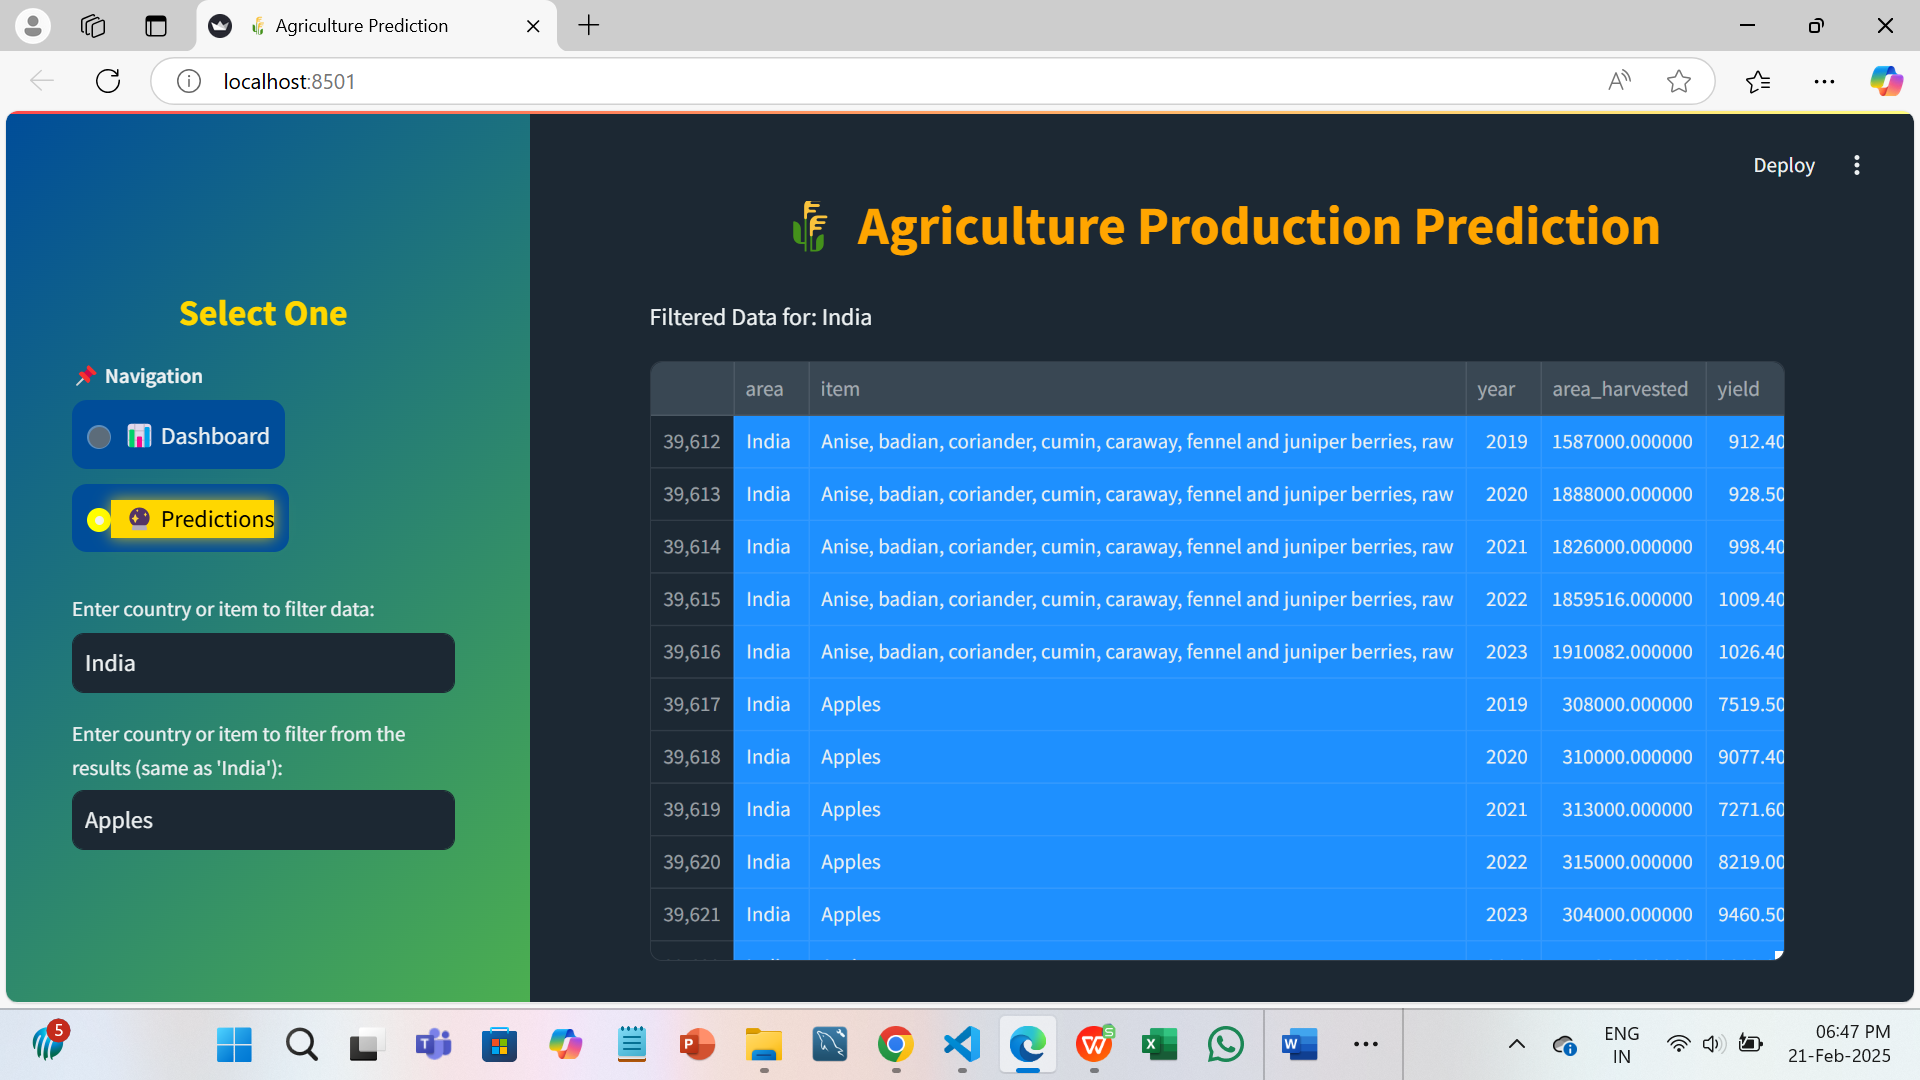 Agriculture Prediction
localhost:8501
Deploy
Agriculture Production Prediction
Select One
Navigation
Dashboard
Predictions
Enter country or item to filter data:
India
Enter country or item to filter from the
results (same as 'India'):
Apples
Filtered Data for: India
area item year area_harvested yield
39,612 India Anise, badian, coriander, cumin, caraway, fennel and juniper berries, raw 2019 1587000.000000 912.40
39,613 India Anise, badian, coriander, cumin, caraway, fennel and juniper berries, raw 2020 1888000.000000 928.50
39,614 India Anise, badian, coriander, cumin, caraway, fennel and juniper berries, raw 2021 1826000.000000 998.40
39,615 India Anise, badian, coriander, cumin, caraway, fennel and juniper berries, raw 2022 1859516.000000 1009.40
39,616 India Anise, badian, coriander, cumin, caraway, fennel and juniper berries, raw 2023 1910082.000000 1026.40
39,617 India Apples 2019 308000.000000 7519.50
39,618 India Apples 2020 310000.000000 9077.40
39,619 India Apples 2021 313000.000000 7271.60
39,620 India Apples 2022 315000.000000 8219.00
39,621 India Apples 2023 304000.000000 9460.50
5
ENG
IN
06:47 PM
21-Feb-2025